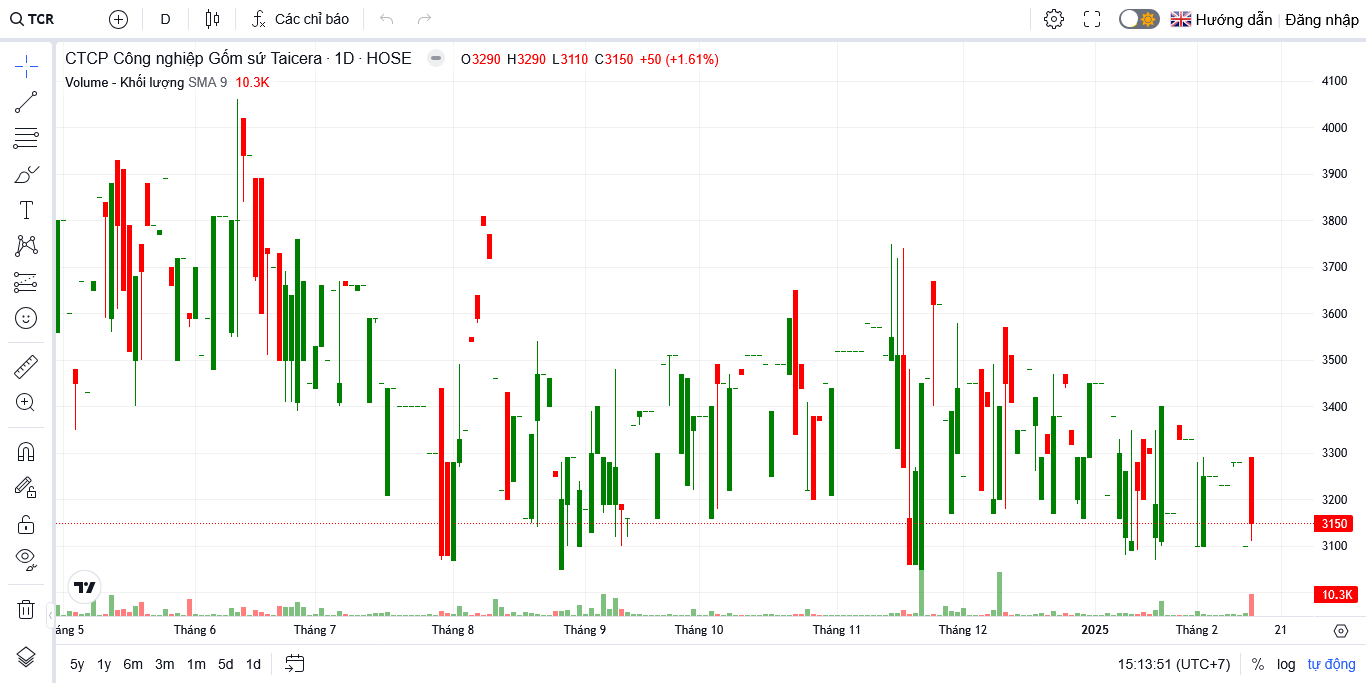 TCR D Các chỉ báo Hướng dẫn Đăng nhập
CTCP Công nghiệp Gốm sứ Taicera · 1D · HOSE O3290 H3290 L3110 C3150 +50 (+1.61%)
Volume - Khối lượng SMA 9 10.3K
4100
4000
3900
3800
3700
3600
3500
3400
3300
3200
3150
3100
10.3K
áng 5 Tháng 6 Tháng 7 Tháng 8 Tháng 9 Tháng 10 Tháng 11 Tháng 12 2025 Tháng 2 21
5y 1y 6m 3m 1m 5d 1d 15:13:51 (UTC+7) % log tự động